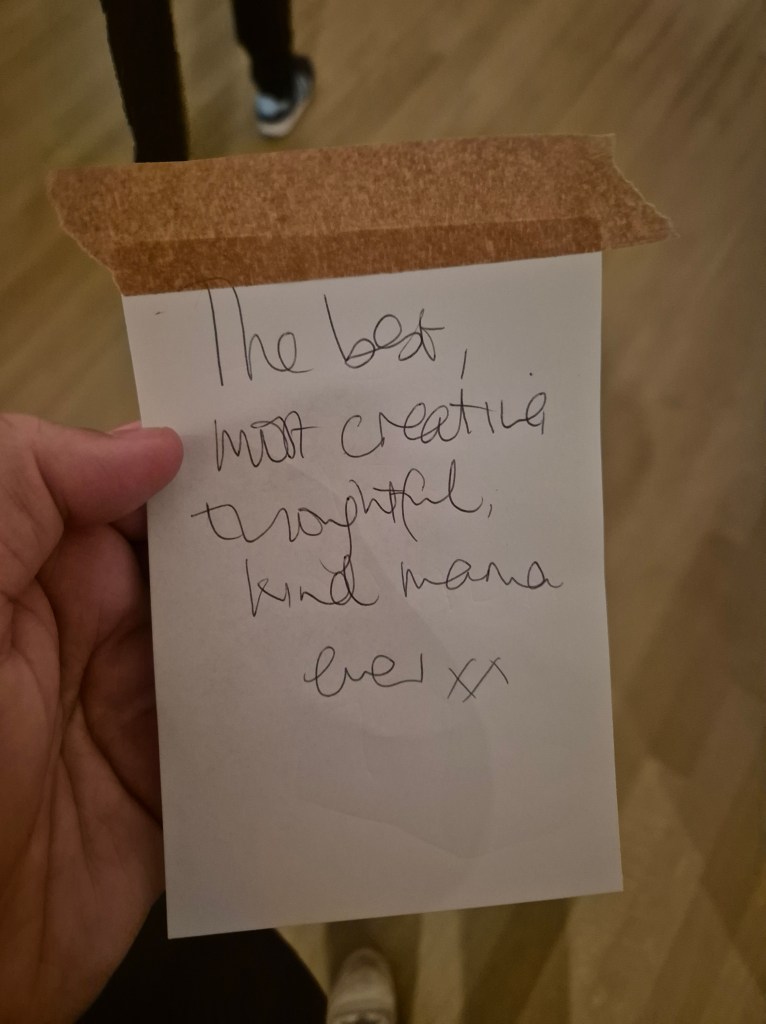 The best,
most creative
thoughtful,
kind mama
ever xx